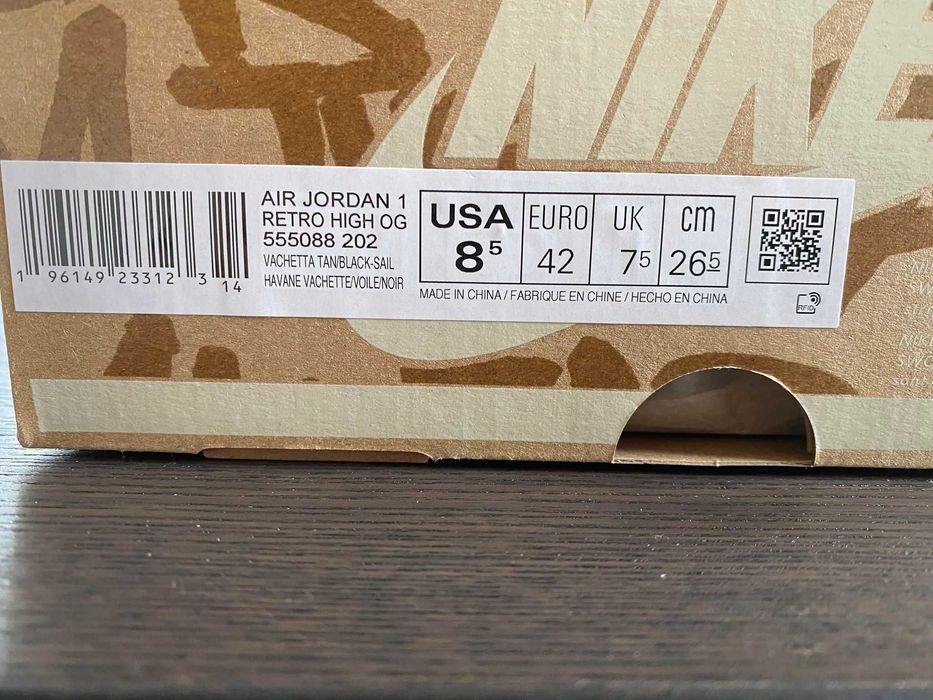 NIKE
AIR JORDAN 1
RETRO HIGH OG
555088 202
VACHETTA TAN/BLACK-SAIL
HAVANE VACHETTE/VOILE/NOIR
1 96149 23312 3 14
USA EURO UK cm
8⁵ 42 7⁵ 26⁵
MADE IN CHINA / FABRIQUE EN CHINE / HECHO EN CHINA
RFID